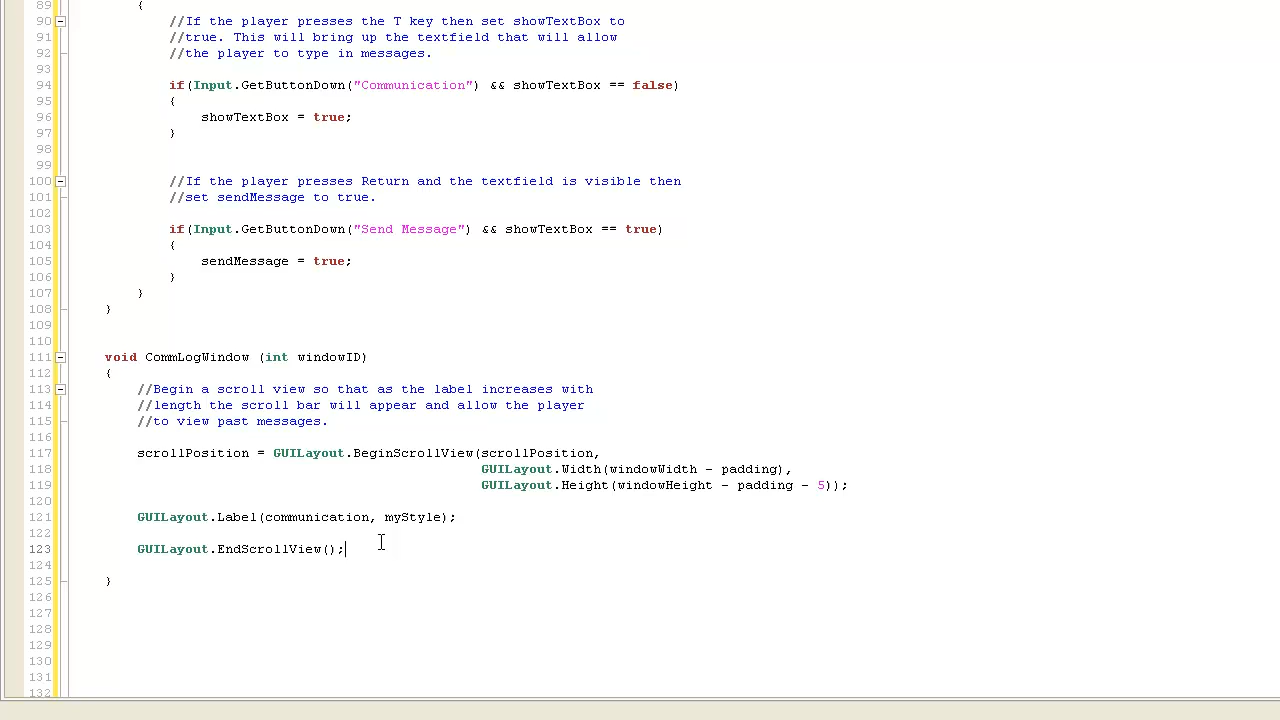 89 {
90 //If the player presses the T key then set showTextBox to
91 //true. This will bring up the textfield that will allow
92 //the player to type in messages.
93
94 if(Input.GetButtonDown("Communication") && showTextBox == false)
95 {
96 showTextBox = true;
97 }
98
99
100 //If the player presses Return and the textfield is visible then
101 //set sendMessage to true.
102
103 if(Input.GetButtonDown("Send Message") && showTextBox == true)
104 {
105 sendMessage = true;
106 }
107 }
108 }
109
110
111 void CommLogWindow (int windowID)
112 {
113 //Begin a scroll view so that as the label increases with
114 //length the scroll bar will appear and allow the player
115 //to view past messages.
116
117 scrollPosition = GUILayout.BeginScrollView(scrollPosition,
118 GUILayout.Width(windowWidth - padding),
119 GUILayout.Height(windowHeight - padding - 5));
120
121 GUILayout.Label(communication, myStyle);
122
123 GUILayout.EndScrollView();
124
125 }
126
127
128
129
130
131
132